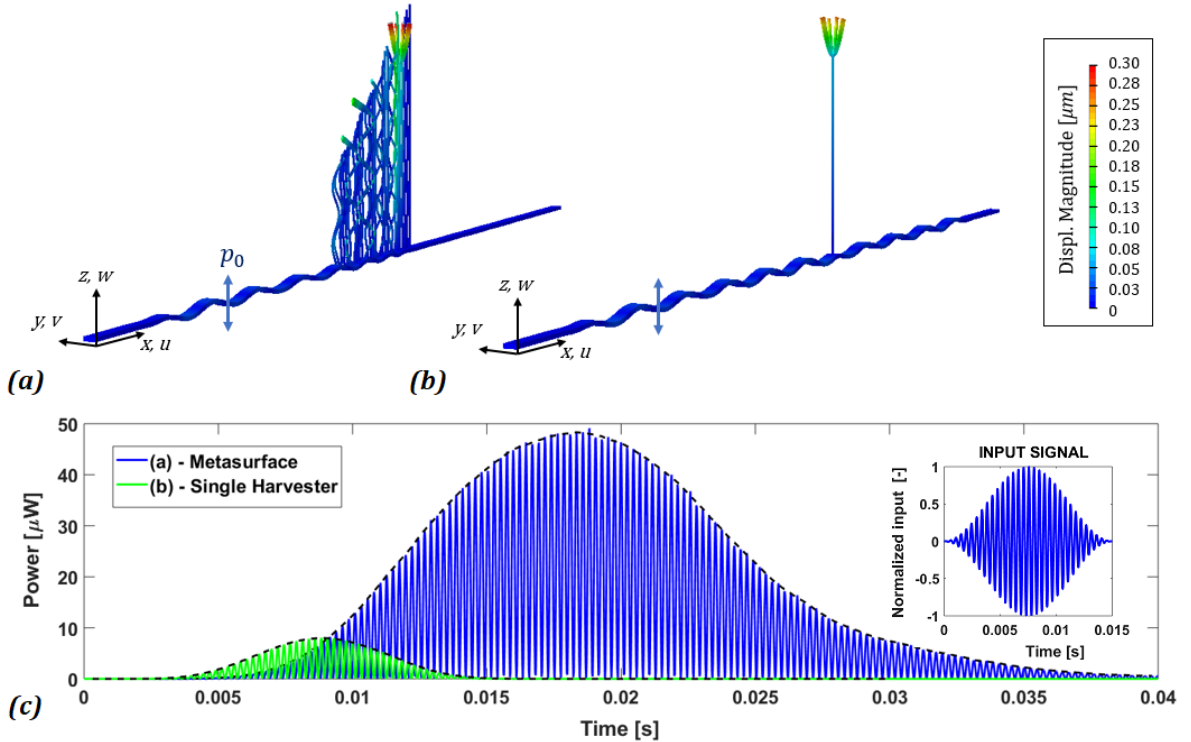 (a)
z, w
y, v
x, u
p₀
(b)
z, w
y, v
x, u
Displ. Magnitude [μm]
0.30
0.28
0.25
0.23
0.20
0.18
0.15
0.13
0.10
0.08
0.05
0.03
0
(c)
Power [μW]
50
40
30
20
10
0
(a) - Metasurface
(b) - Single Harvester
0
0.005
0.01
0.015
0.02
0.025
0.03
0.035
0.04
Time [s]
INPUT SIGNAL
Normalized input [-]
1
0.5
0
-0.5
-1
0
0.005
0.01
0.015
Time [s]